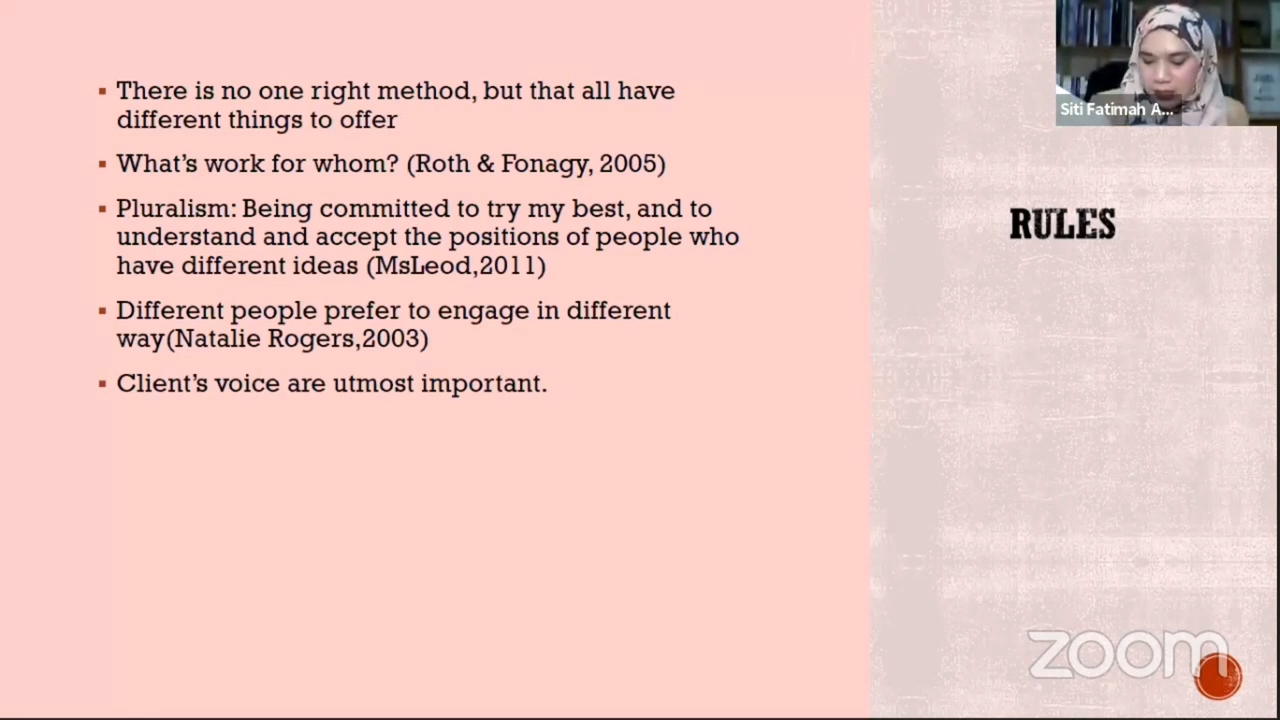 There is no one right method, but that all have
different things to offer
What's work for whom? (Roth & Fonagy, 2005)
Pluralism: Being committed to try my best, and to
understand and accept the positions of people who
have different ideas (MsLeod,2011)
Different people prefer to engage in different
way(Natalie Rogers,2003)
Client's voice are utmost important.
RULES
Siti Fatimah A...
zoom